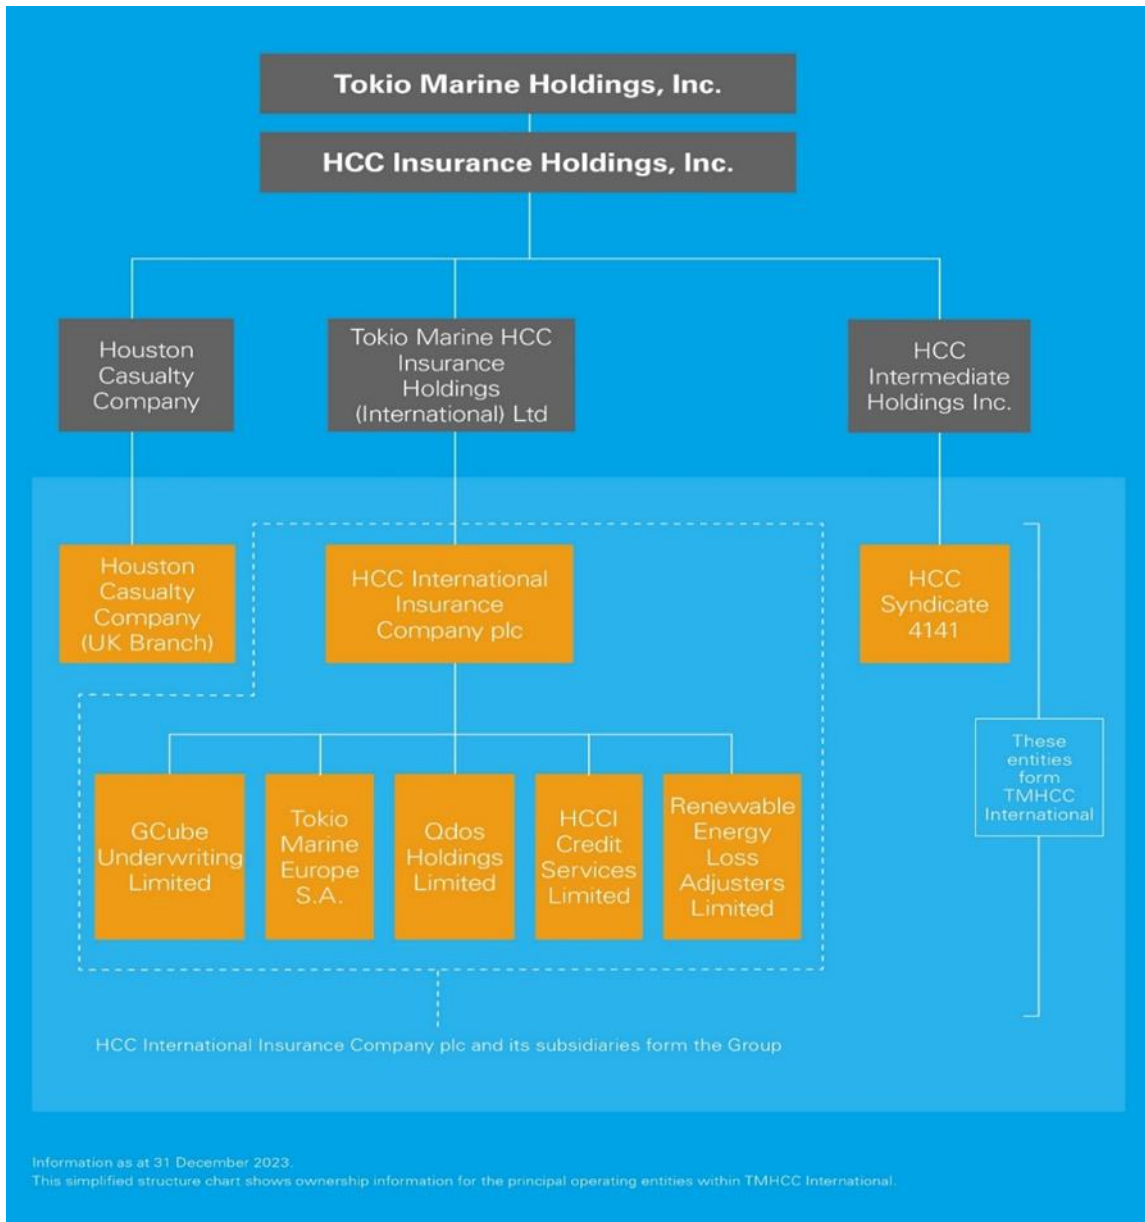 Tokio Marine Holdings, Inc.
HCC Insurance Holdings, Inc.
Houston
Casualty
Company
Tokio Marine HCC
Insurance
Holdings
(International) Ltd
HCC
Intermediate
Holdings Inc.
Houston
Casualty
Company
(UK Branch)
HCC International
Insurance
Company plc
HCC
Syndicate
4141
These
entities
form
TMHCC
International
GCube
Underwriting
Limited
Tokio
Marine
Europe
S.A.
Qdos
Holdings
Limited
HCCI
Credit
Services
Limited
Renewable
Energy
Loss
Adjusters
Limited
HCC International Insurance Company plc and its subsidiaries form the Group
Information as at 31 December 2023.
This simplified structure chart shows ownership information for the principal operating entities within TMHCC International.